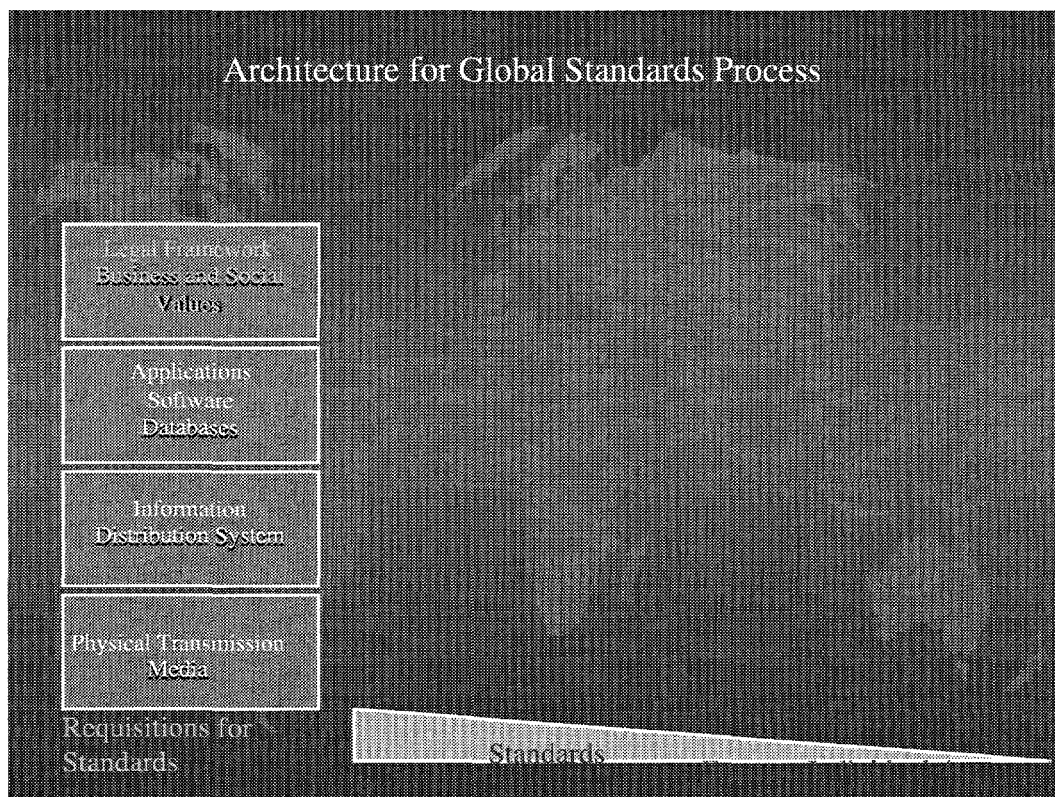 Architecture for Global Standards Process
Legal Framework
Business and Social
Values
Applications
Software
Databases
Information
Distribution System
Physical Transmission
Media
Requisitions for
Standards
Standards